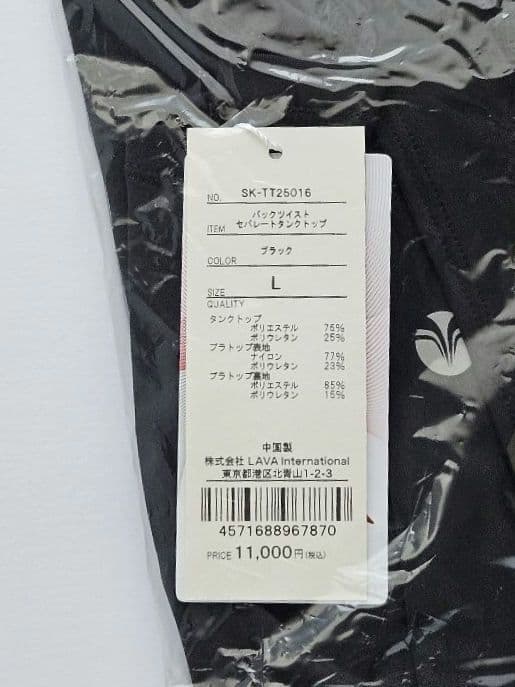 NO. SK-TT25016
バックツイスト
ITEM セパレートタンクトップ
COLOR ブラック
SIZE L
QUALITY
タンクトップ
ポリエステル 75%
ポリウレタン 25%
ブラトップ表地
ナイロン 77%
ポリウレタン 23%
ブラトップ裏地
ポリエステル 85%
ポリウレタン 15%
中国製
株式会社 LAVA International
東京都港区北青山1-2-3
4571688967870
PRICE 11,000円(税込)